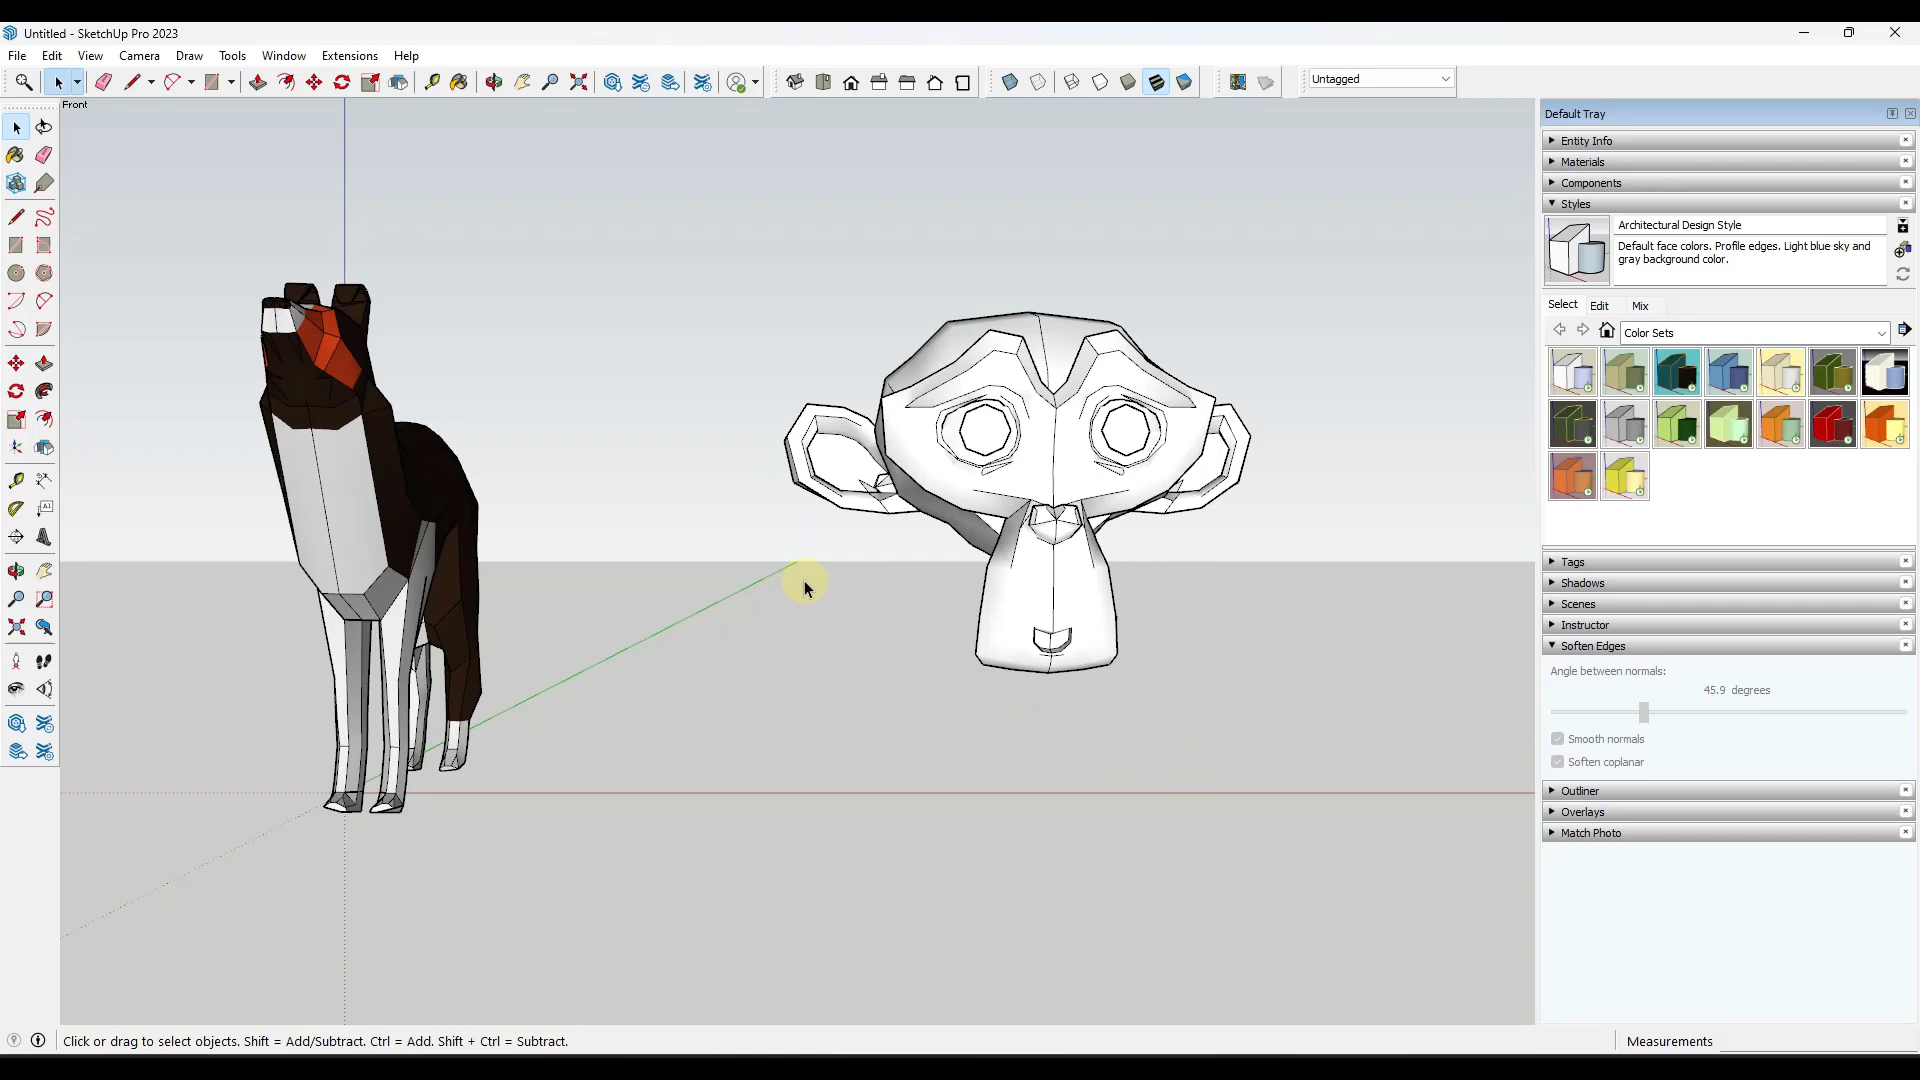 Untitled - SketchUp Pro 2023
File Edit View Camera Draw Tools Window Extensions Help
Untagged
Front
Default Tray
Entity Info
Materials
Components
Styles
Architectural Design Style
Default face colors. Profile edges. Light blue sky and
gray background color.
Select Edit Mix
Color Sets
Tags
Shadows
Scenes
Instructor
Soften Edges
Angle between normals:
45.9 degrees
Smooth normals
Soften coplanar
Outliner
Overlays
Match Photo
Click or drag to select objects. Shift = Add/Subtract. Ctrl = Add. Shift + Ctrl = Subtract.
Measurements